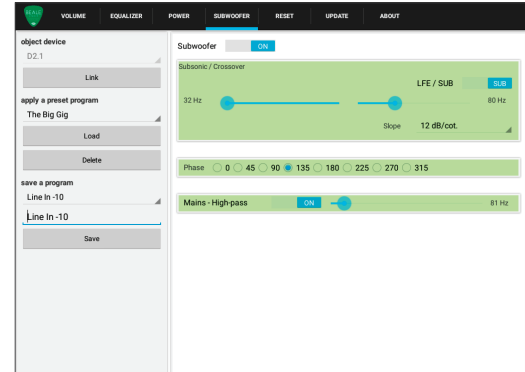 BEALE
VOLUME
EQUALIZER
POWER
SUBWOOFER
RESET
UPDATE
ABOUT
object device
D2.1
Link
apply a preset program
The Big Gig
Load
Delete
save a program
Line In -10
Line In -10
Save
Subwoofer ON
Subsonic / Crossover
LFE / SUB SUB
32 Hz 80 Hz
Slope 12 dB/cot.
Phase 0 45 90 135 180 225 270 315
Mains - High-pass ON 81 Hz